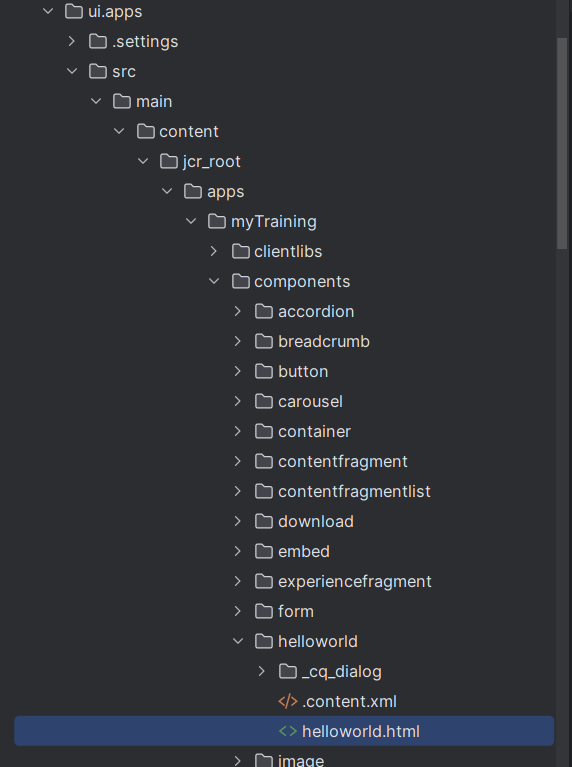 ui.apps
.settings
src
main
content
jcr_root
apps
myTraining
clientlibs
components
accordion
breadcrumb
button
carousel
container
contentfragment
contentfragmentlist
download
embed
experiencefragment
form
helloworld
_cq_dialog
</> .content.xml
<> helloworld.html
image